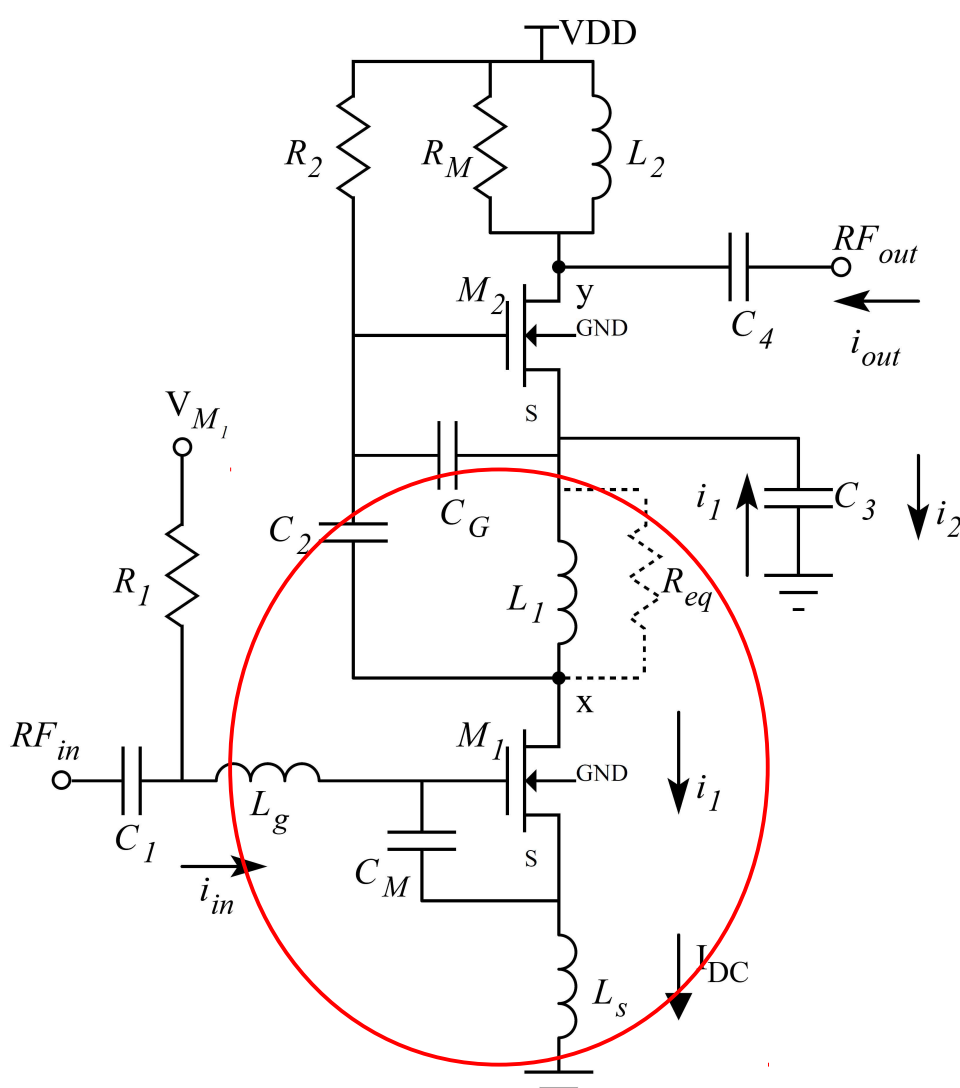 VDD
R2
RM
L2
RFout
M2
y
GND
C4
iout
S
VM1
CG
C2
i1
C3
i2
R1
L1
Req
x
RFin
M1
GND
i1
Lg
C1
S
CM
iin
IDC
Ls